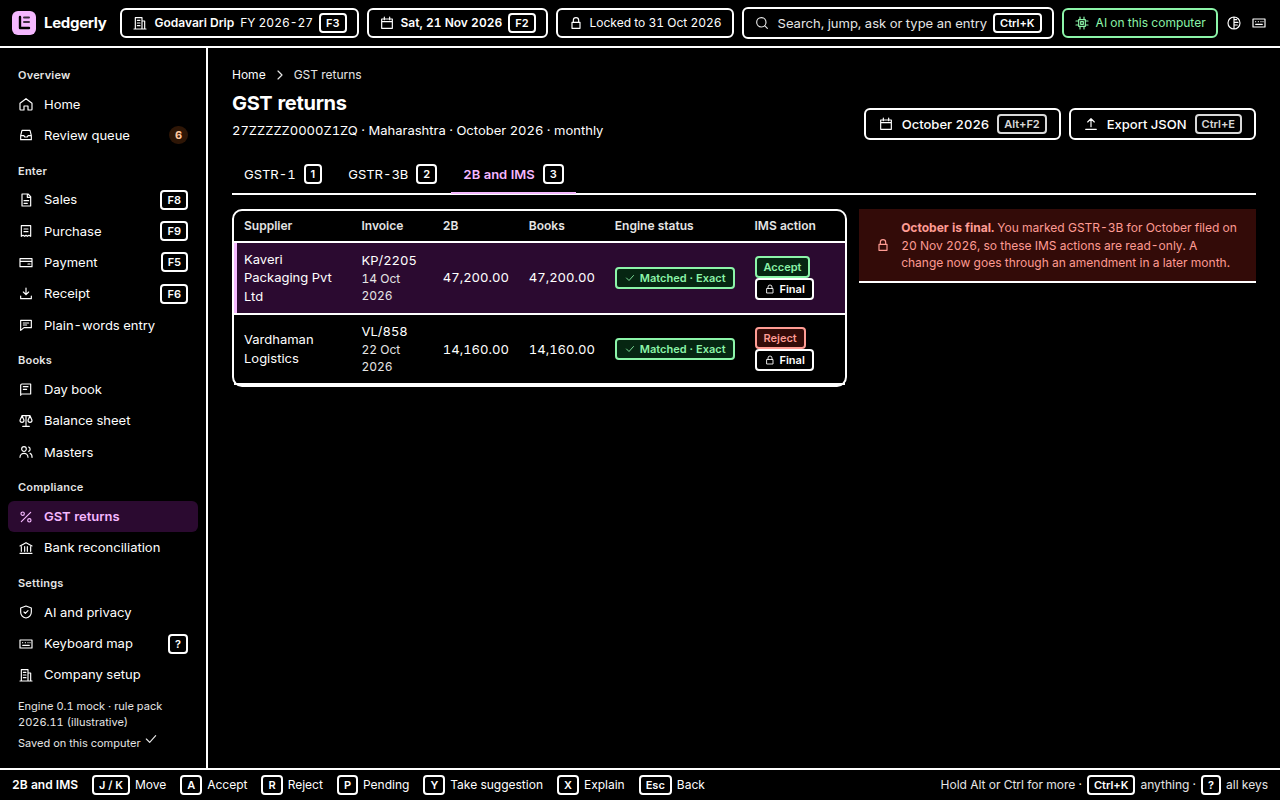 Ledgerly
Godavari Drip FY 2026-27 F3
Sat, 21 Nov 2026 F2
Locked to 31 Oct 2026
Search, jump, ask or type an entry Ctrl+K
AI on this computer
Overview
Home
Review queue 6
Enter
Sales F8
Purchase F9
Payment F5
Receipt F6
Plain-words entry
Books
Day book
Balance sheet
Masters
Compliance
GST returns
Bank reconciliation
Settings
AI and privacy
Keyboard map ?
Company setup
Engine 0.1 mock · rule pack
2026.11 (illustrative)
Saved on this computer
Home > GST returns
GST returns
27ZZZZZ0000Z1ZQ · Maharashtra · October 2026 · monthly
October 2026 Alt+F2
Export JSON Ctrl+E
GSTR-1 1
GSTR-3B 2
2B and IMS 3
Supplier Invoice 2B Books Engine status IMS action
Kaveri
Packaging Pvt
Ltd
KP/2205
14 Oct
2026
47,200.00 47,200.00 Matched · Exact
Accept
Final
Vardhaman
Logistics
VL/858
22 Oct
2026
14,160.00 14,160.00 Matched · Exact
Reject
Final
October is final. You marked GSTR-3B for October filed on
20 Nov 2026, so these IMS actions are read-only. A
change now goes through an amendment in a later month.
2B and IMS J / K Move A Accept R Reject P Pending Y Take suggestion X Explain Esc Back
Hold Alt or Ctrl for more · Ctrl+K anything · ? all keys